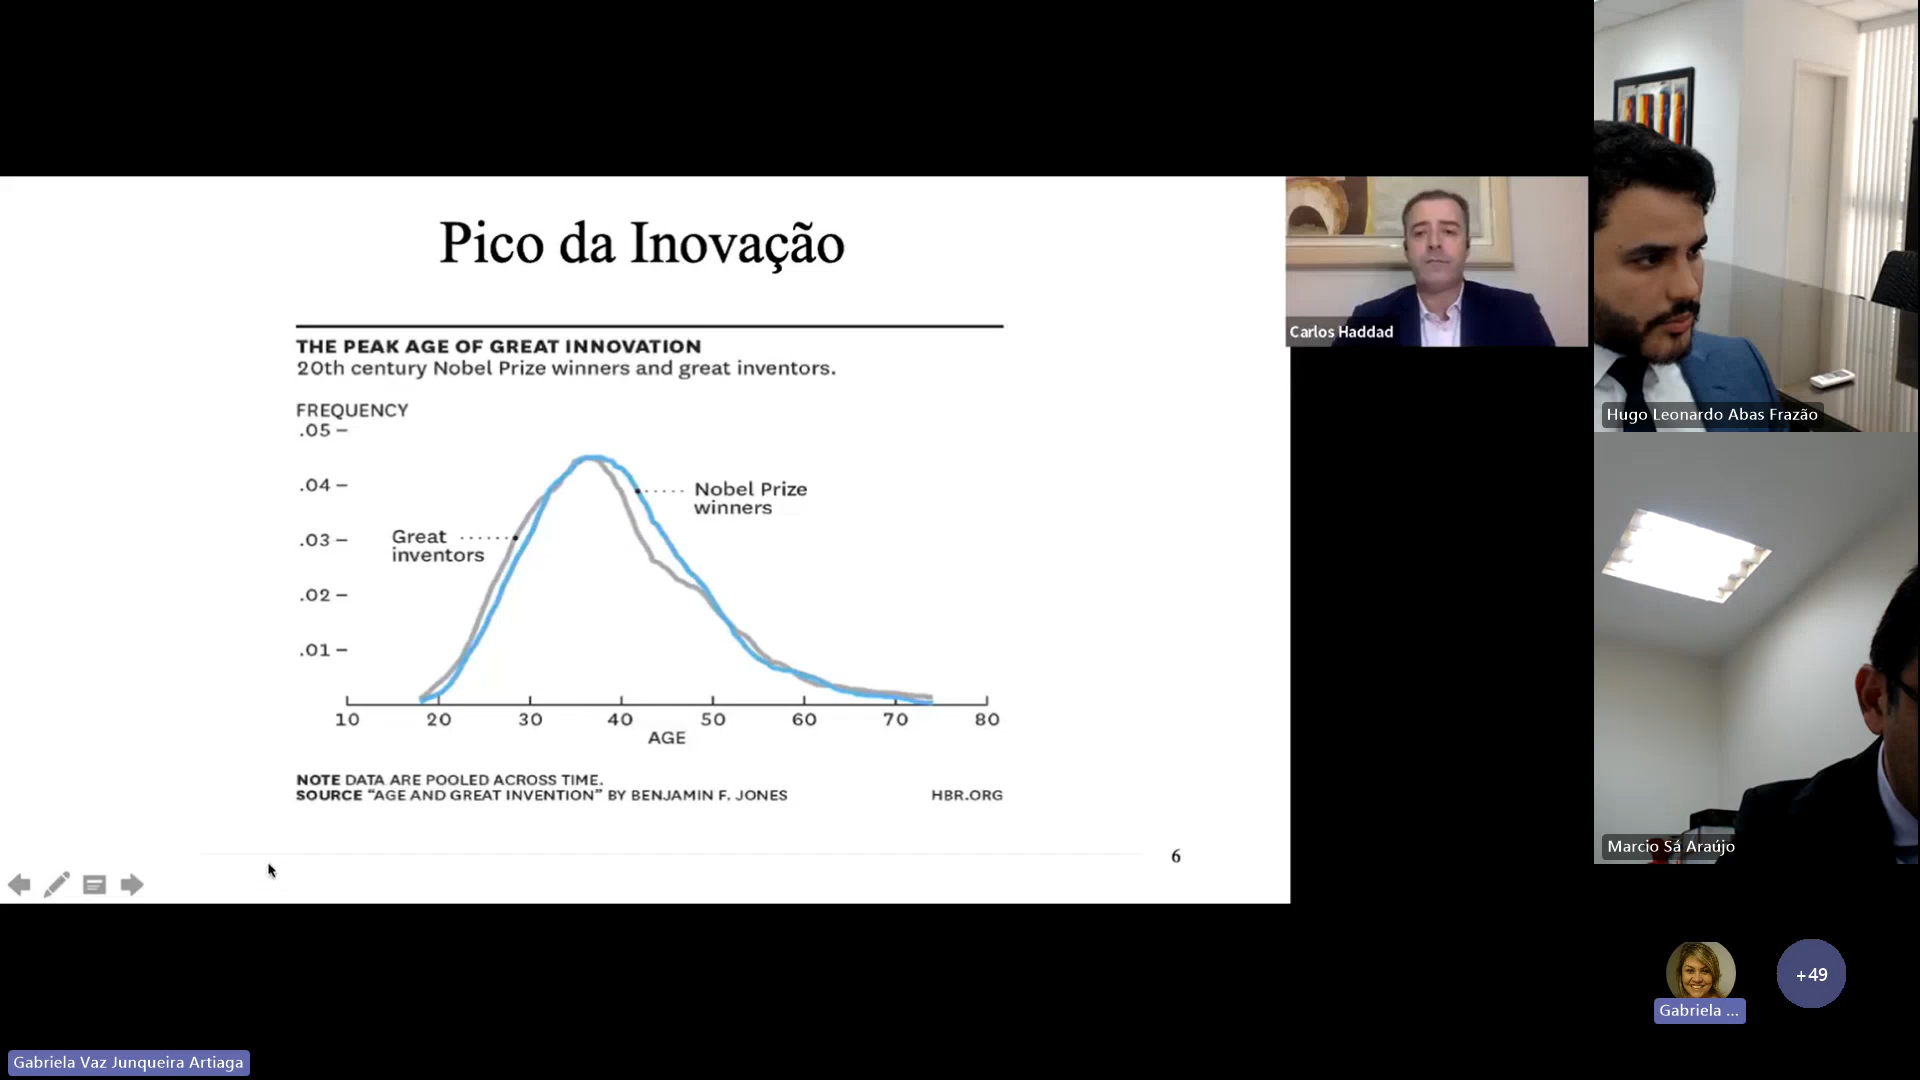 Pico da Inovação
THE PEAK AGE OF GREAT INNOVATION
20th century Nobel Prize winners and great inventors.
FREQUENCY
.05
.04
.03
.02
.01
Nobel Prize
winners
Great
inventors
10 20 30 40 50 60 70 80
AGE
NOTE DATA ARE POOLED ACROSS TIME.
SOURCE “AGE AND GREAT INVENTION” BY BENJAMIN F. JONES HBR.ORG
6
Carlos Haddad
Hugo Leonardo Abas Frazão
Marcio Sá Araújo
Gabriela ...
+49
Gabriela Vaz Junqueira Artiaga